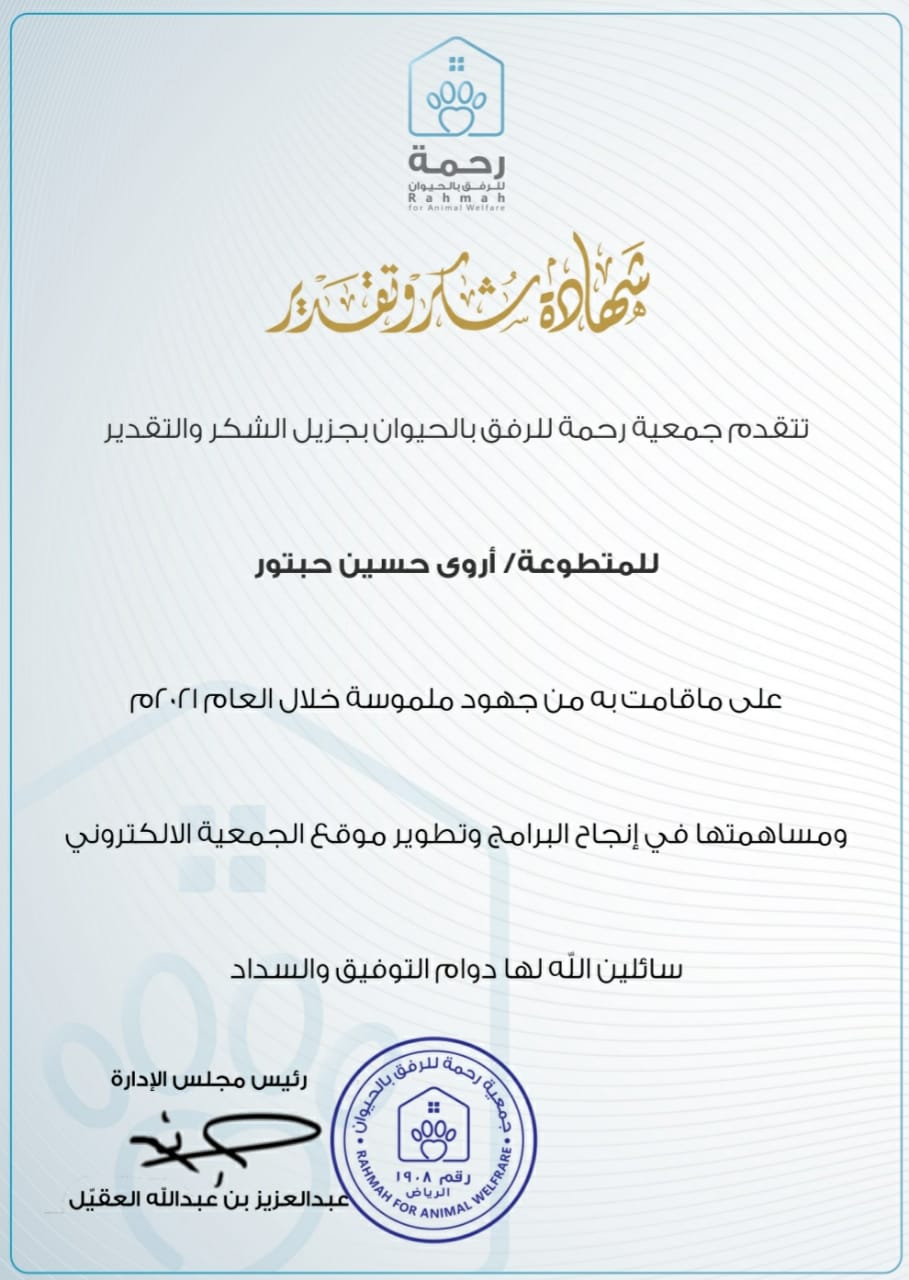 رحمة
للرفق بالحيوان
Rahmah
for Animal Welfare
شهادة شكر وتقدير
تتقدم جمعية رحمة للرفق بالحيوان بجزيل الشكر والتقدير
للمتطوعة/ أروى حسين حبتور
على ماقامت به من جهود ملموسة خلال العام ٢٠٢١م
ومساهمتها في إنجاح البرامج وتطوير موقع الجمعية الالكتروني
سائلين الله لها دوام التوفيق والسداد
رئيس مجلس الإدارة
عبدالعزيز بن عبدالله العقيّل
جمعية رحمة للرفق بالحيوان
رقم ١٩٠٨
الرياض
RAHMAH FOR ANIMAL WELFRARE